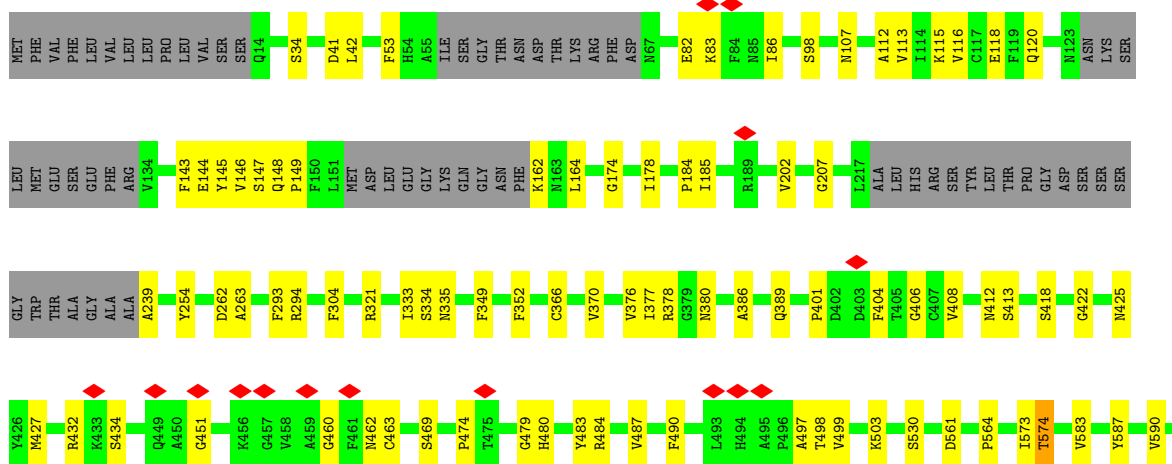 MET PHE VAL PHE LEU VAL LEU LEU PRO LEU VAL SER SER Q14 S34 D41 L42 F53 H54 A55 ILE SER GLY THR ASN ASP THR LYS ARG PHE ASP N67 E82 K83 F84 N85 I86 S98 N107 A112 V113 I114 K115 V116 C117 E118 F119 Q120 N123 ASN LYS SER
LEU MET GLU SER GLU PHE ARG V134 F143 E144 Y145 V146 S147 Q148 P149 F150 L151 MET ASP LEU GLU GLY LYS GLN GLY ASN PHE K162 N163 L164 G174 I178 P184 I185 R189 V202 G207 L217 ALA LEU HIS ARG SER TYR LEU THR PRO GLY ASP SER SER SER
GLY TRP THR ALA GLY ALA ALA A239 Y254 D262 A263 F293 R294 F304 R321 I333 S334 N335 F349 F352 C366 V370 V376 I377 R378 G379 N380 A386 Q389 P401 D402 D403 F404 T405 G406 C407 V408 N412 S413 S418 G422 N425
Y426 M427 R432 K433 S434 Q449 A450 G451 K456 G457 V458 A459 G460 F461 N462 C463 S469 P474 T475 G479 H480 Y483 R484 V487 F490 L493 H494 A495 P496 A497 T498 V499 K503 S530 D561 P564 I573 T574 V583 Y587 V590